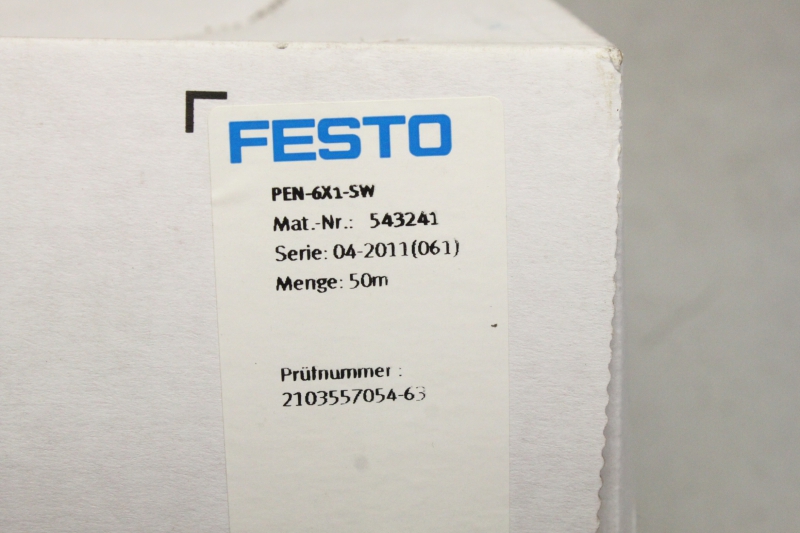 FESTO
PEN-6X1-SW
Mat.-Nr.: 543241
Serie: 04-2011(061)
Menge: 50m
Prüfnummer :
2103557054-63